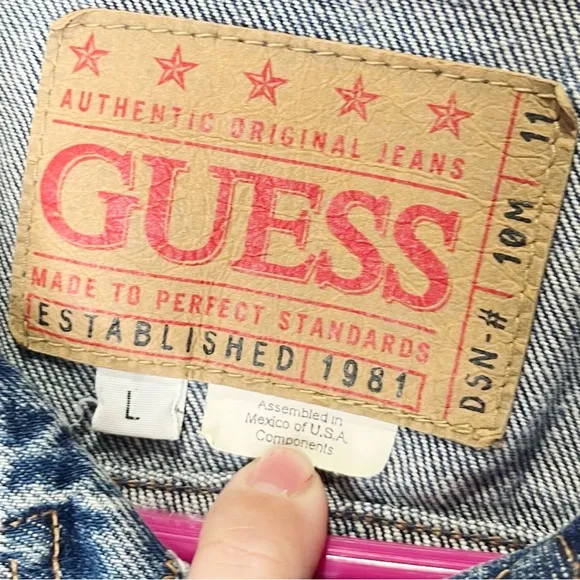 AUTHENTIC ORIGINAL JEANS
GUESS
MADE TO PERFECT STANDARDS
ESTABLISHED 1981
DSN-# 10M 11
L
Assembled in
Mexico of U.S.A.
Components